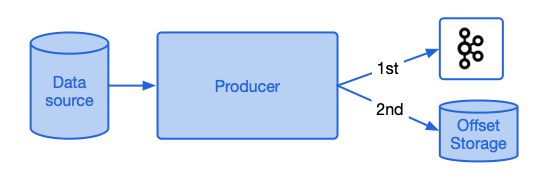 Data
source
Producer
1st
2nd
Offset
Storage